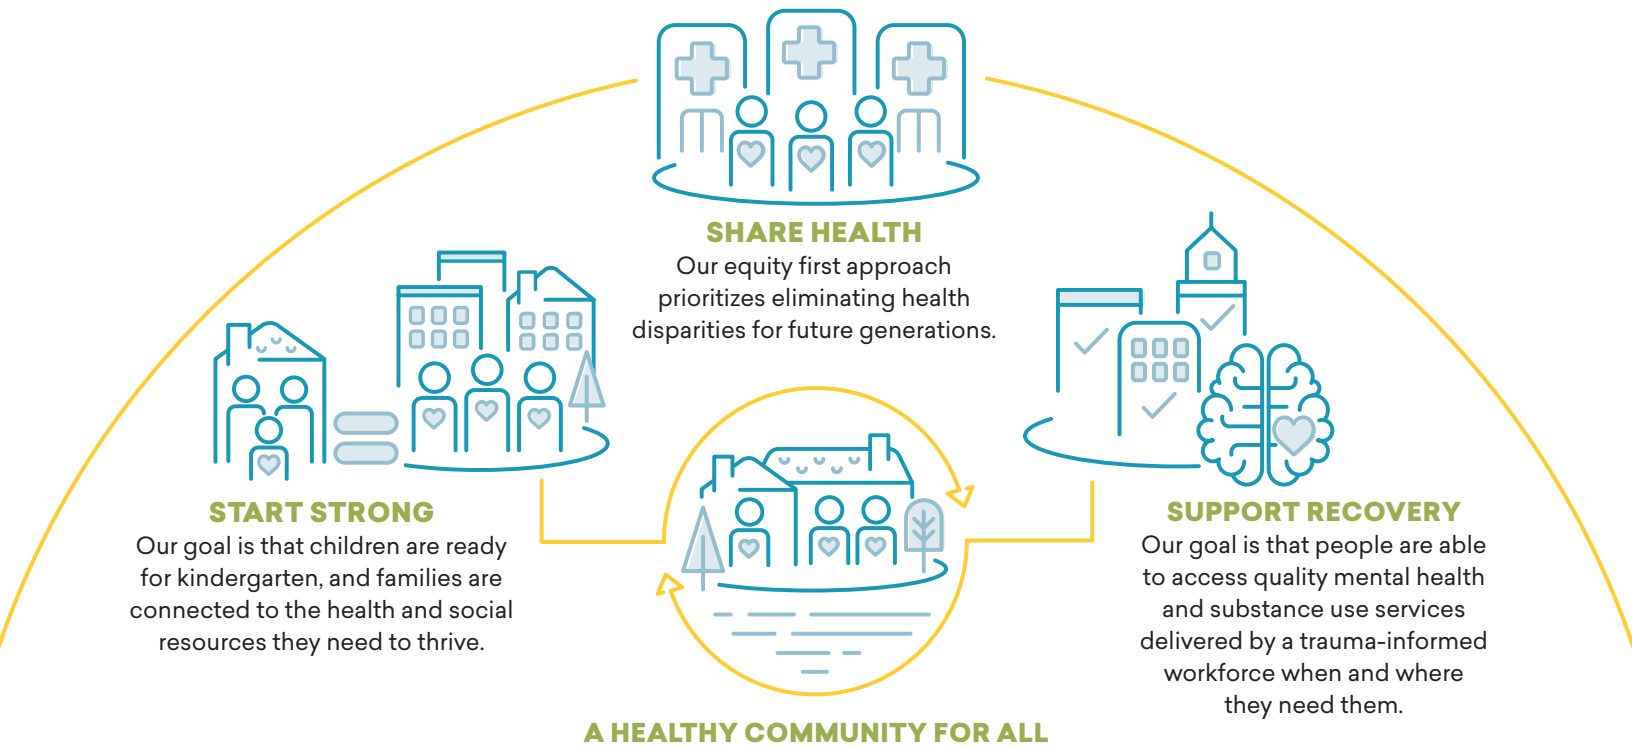 SHARE HEALTH
Our equity first approach
prioritizes eliminating health
disparities for future generations.
START STRONG
Our goal is that children are ready
for kindergarten, and families are
connected to the health and social
resources they need to thrive.
SUPPORT RECOVERY
Our goal is that people are able
to access quality mental health
and substance use services
delivered by a trauma-informed
workforce when and where
they need them.
A HEALTHY COMMUNITY FOR ALL